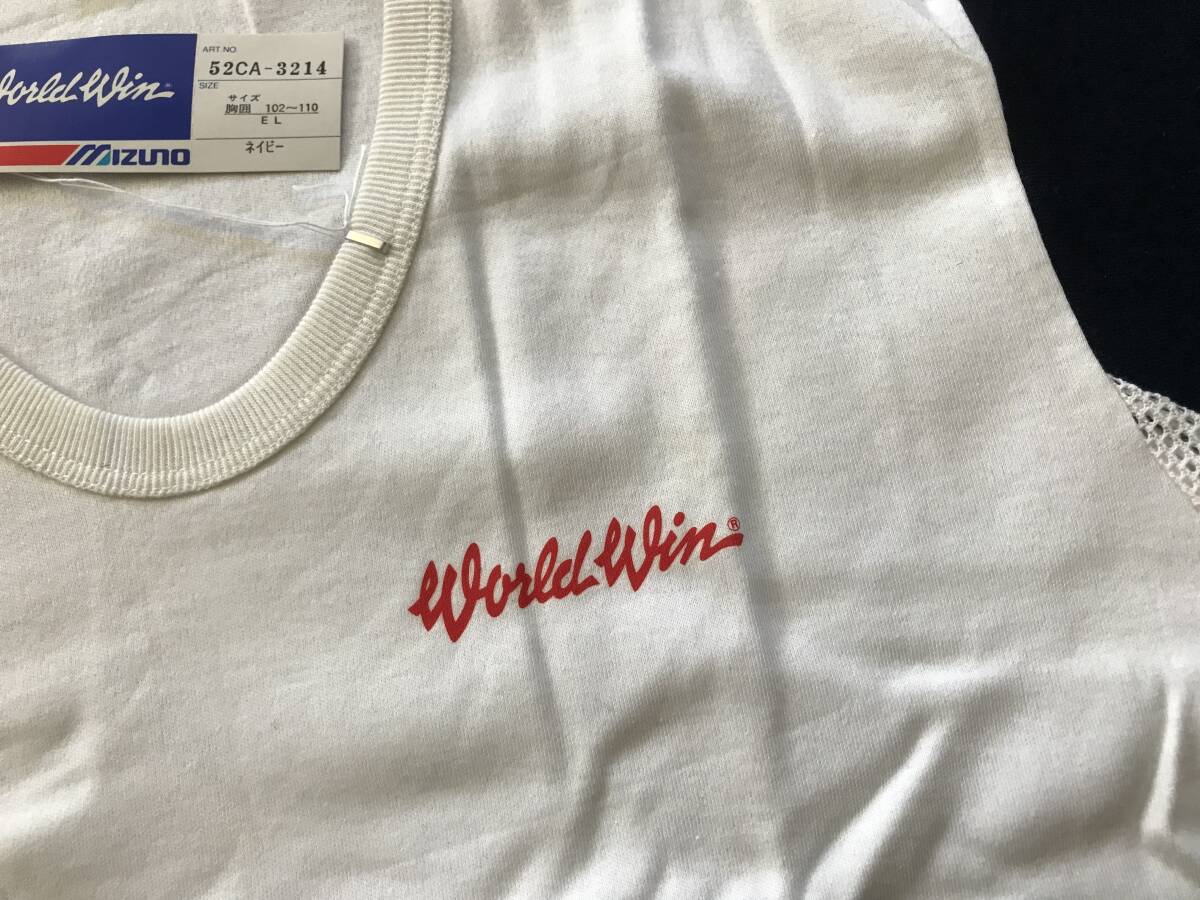 World Win®
MIZUNO
ART.NO.
52CA-3214
SIZE
サイズ
胸囲 102～110
EL
ネイビー
World Win®